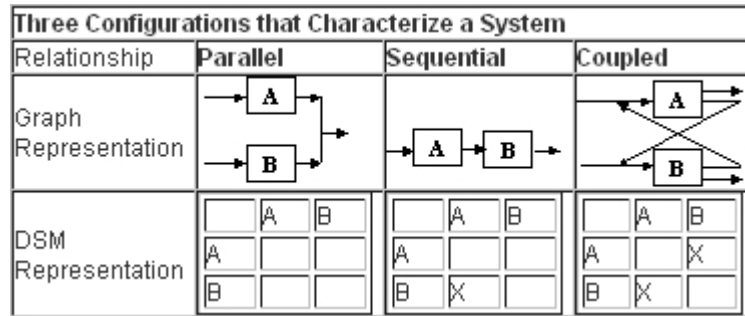 Three Configurations that Characterize a System
Relationship Parallel Sequential Coupled
Graph
Representation
A
B
A B
A
B
DSM
Representation
A B
A
B
A B
A
B X
A B
A X
B X